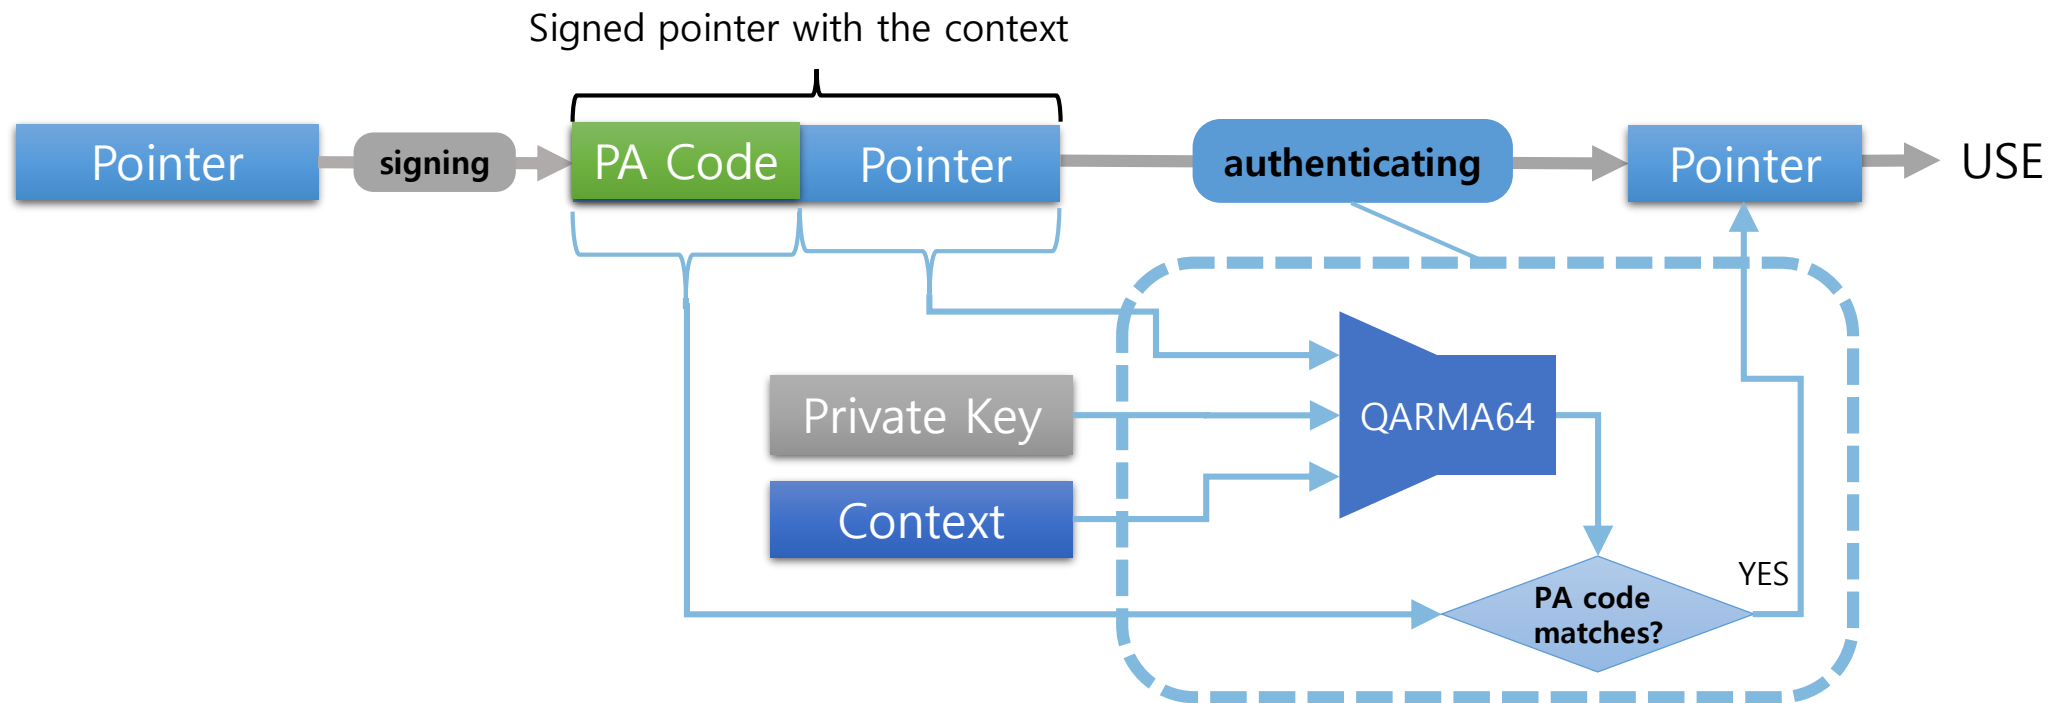 Signed pointer with the context
Pointer
signing
PA Code
Pointer
authenticating
Pointer
USE
Private Key
QARMA64
Context
YES
PA code
matches?